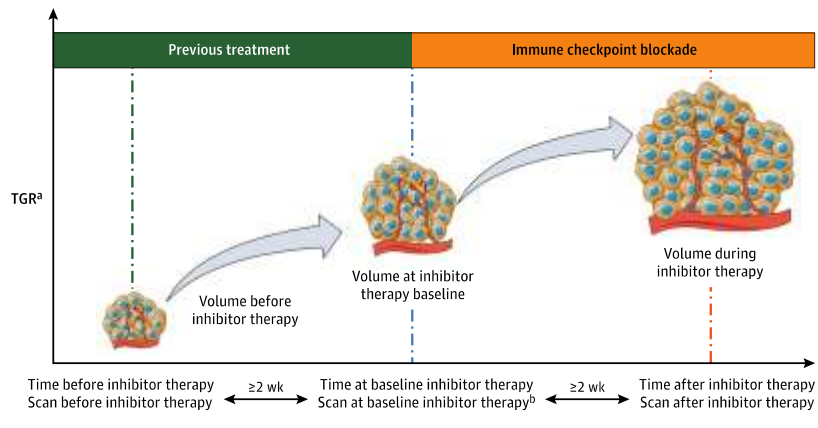 Previous treatment
Immune checkpoint blockade
TGRa
Volume before
inhibitor therapy
Volume at inhibitor
therapy baseline
Volume during
inhibitor therapy
Time before inhibitor therapy
Scan before inhibitor therapy
≥2 wk
Time at baseline inhibitor therapy
Scan at baseline inhibitor therapyb
≥2 wk
Time after inhibitor therapy
Scan after inhibitor therapy